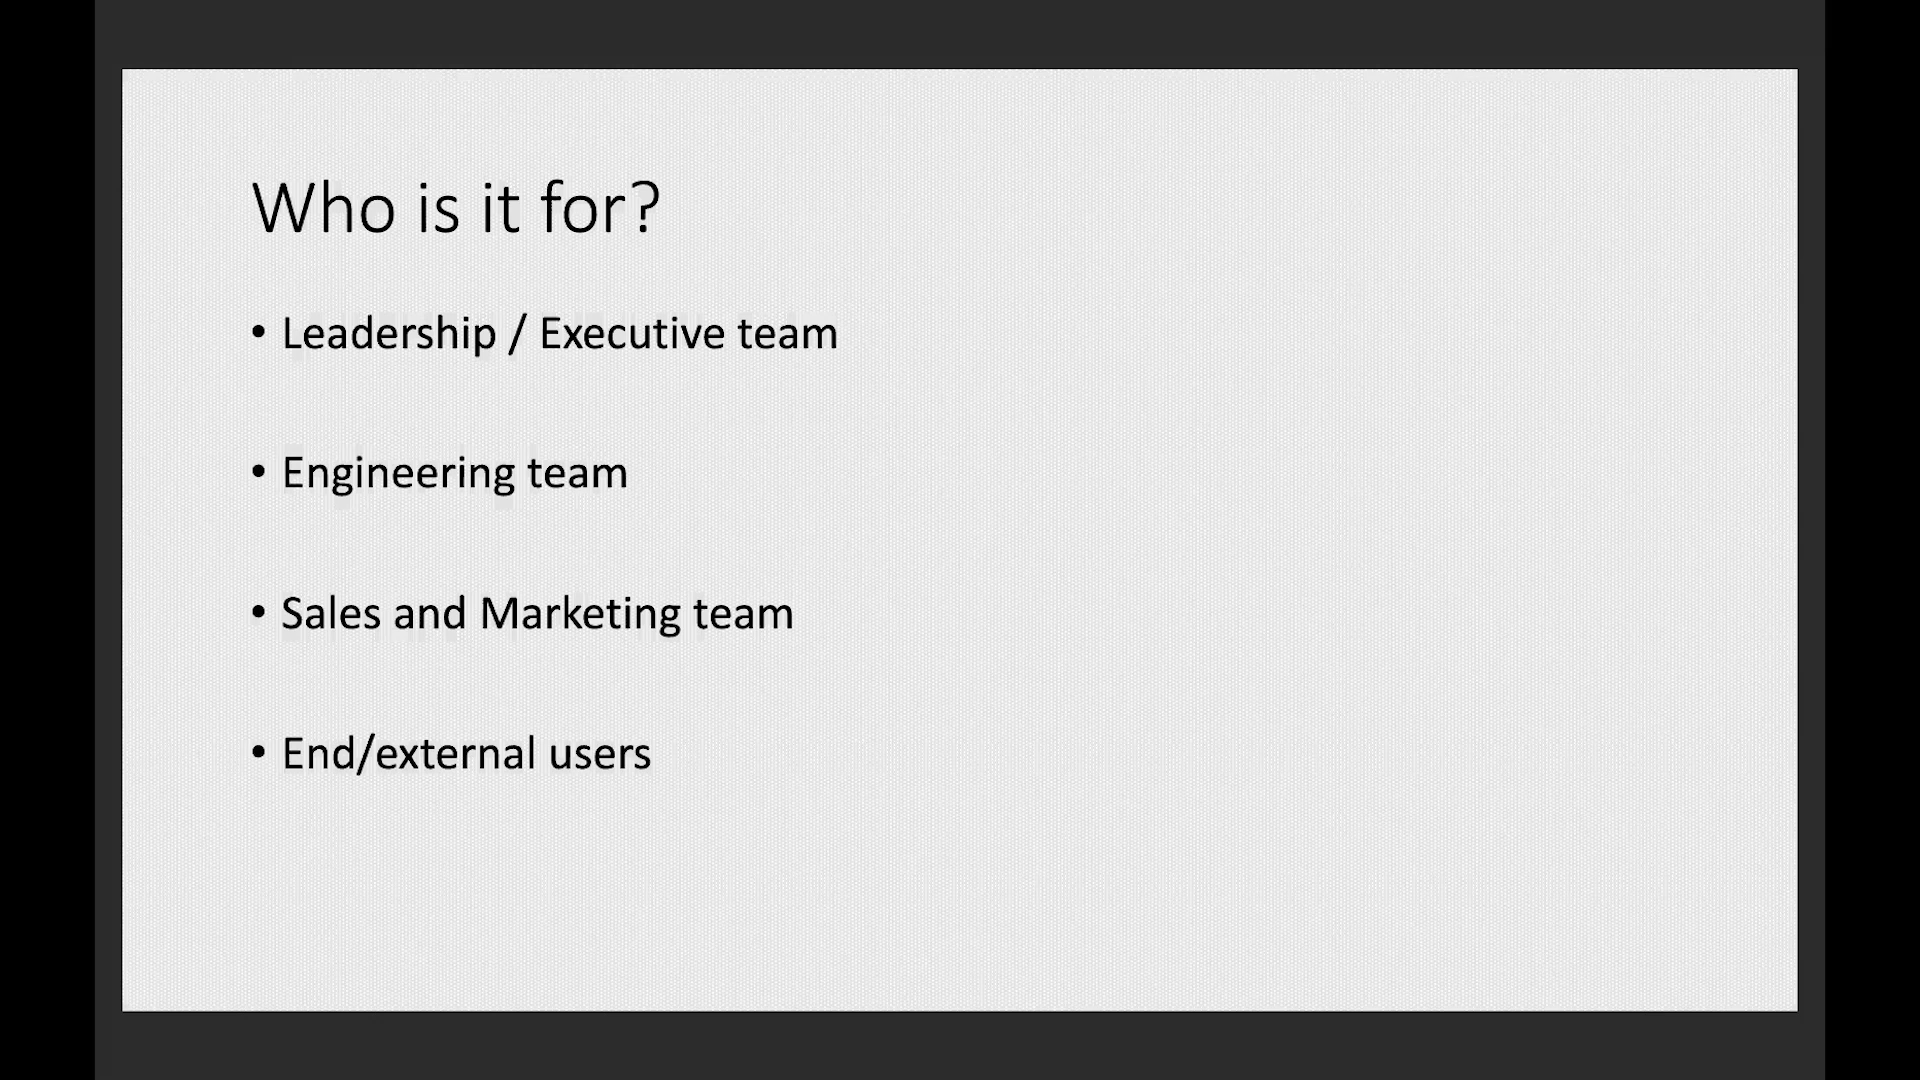 Who is it for?
• Leadership / Executive team
• Engineering team
• Sales and Marketing team
• End/external users